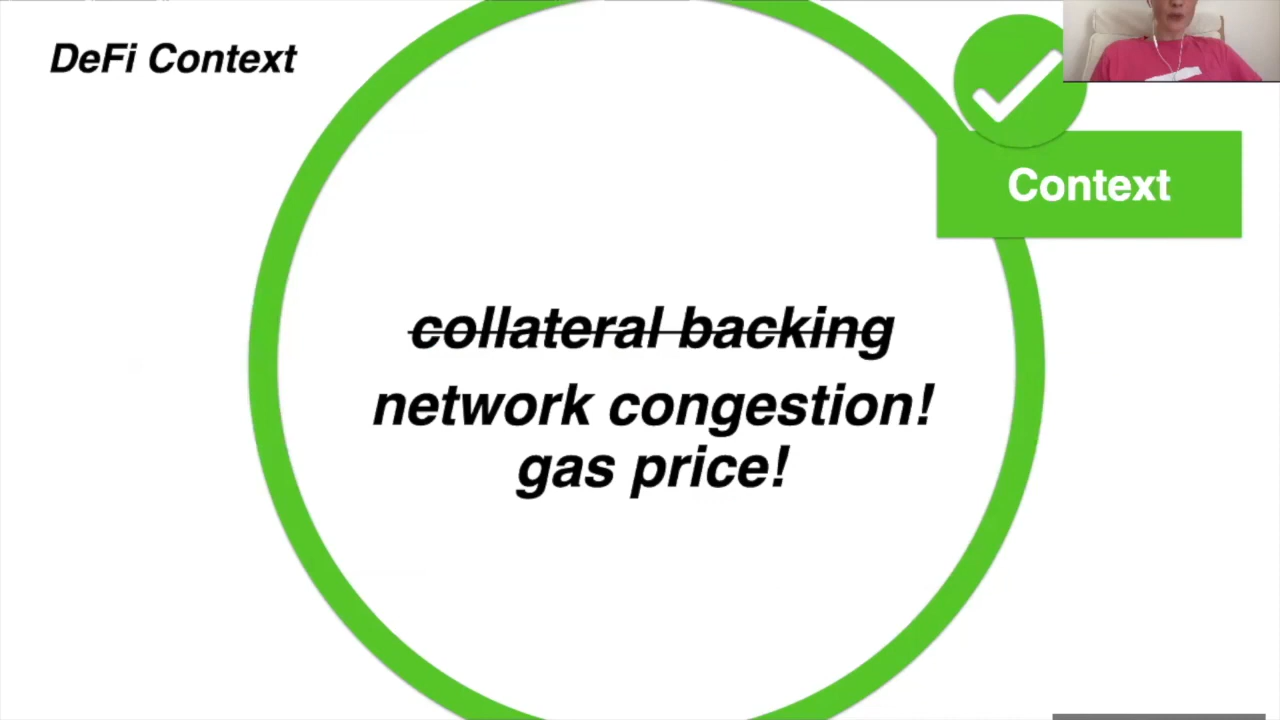 DeFi Context
Context
collateral backing
network congestion!
gas price!